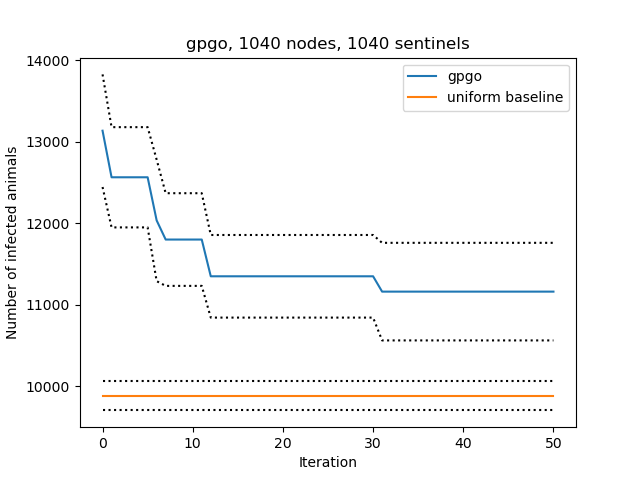 gpgo, 1040 nodes, 1040 sentinels
gpgo
uniform baseline
Number of infected animals
14000
13000
12000
11000
10000
0 10 20 30 40 50
Iteration